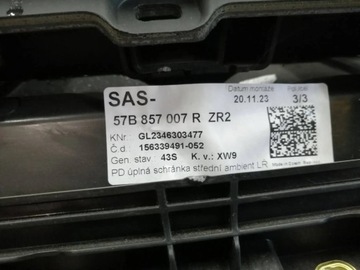 SAS-
Datum montáže
20.11.23
3/3
57B 857 007 R ZR2
KNr GL2346303477
Č.d. 156339491-052
Gen. stav 43S K. v.: XW9
PD úplná schránka střední ambient LR